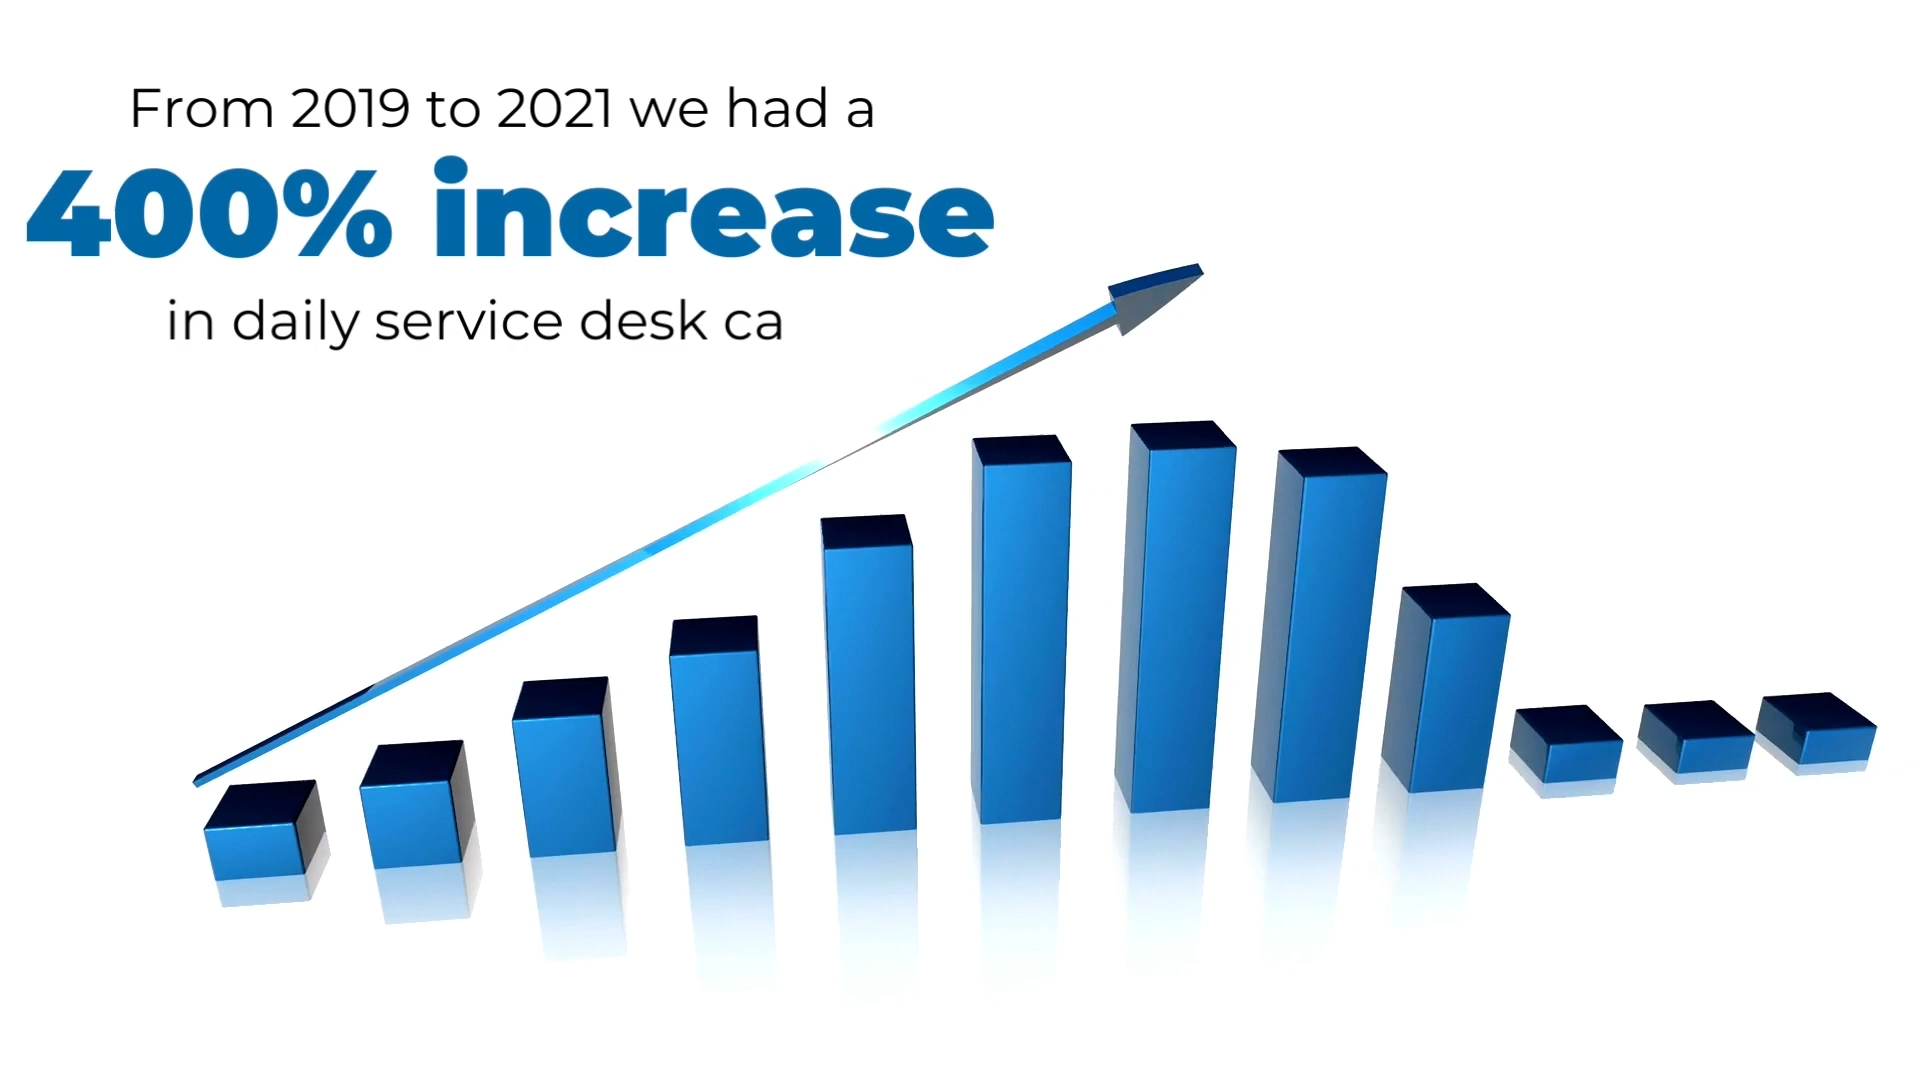 From 2019 to 2021 we had a
400% increase
in daily service desk ca